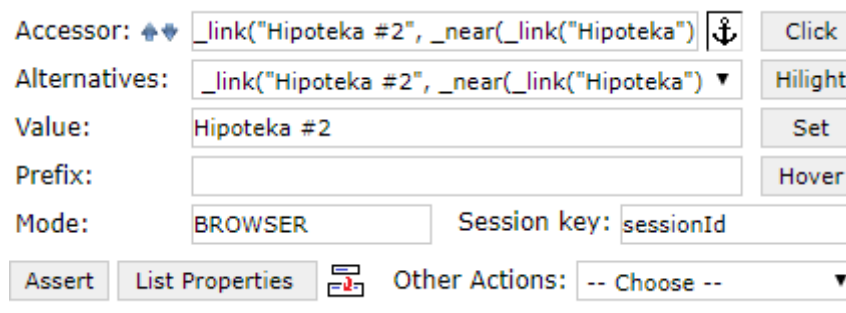 Accessor: _link("Hipoteka #2", _near(_link("Hipoteka") Click
Alternatives: _link("Hipoteka #2", _near(_link("Hipoteka") Hilight
Value: Hipoteka #2 Set
Prefix: Hover
Mode: BROWSER Session key: sessionId
Assert List Properties Other Actions: -- Choose --